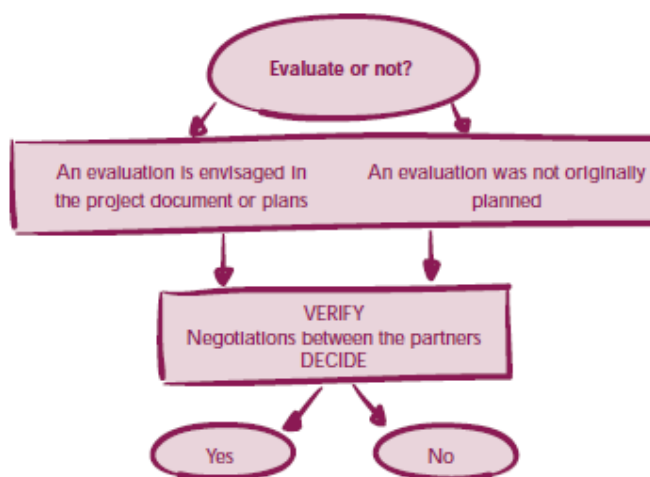 Evaluate or not?
An evaluation is envisaged in
the project document or plans
An evaluation was not originally
planned
VERIFY
Negotiations between the partners
DECIDE
Yes
No